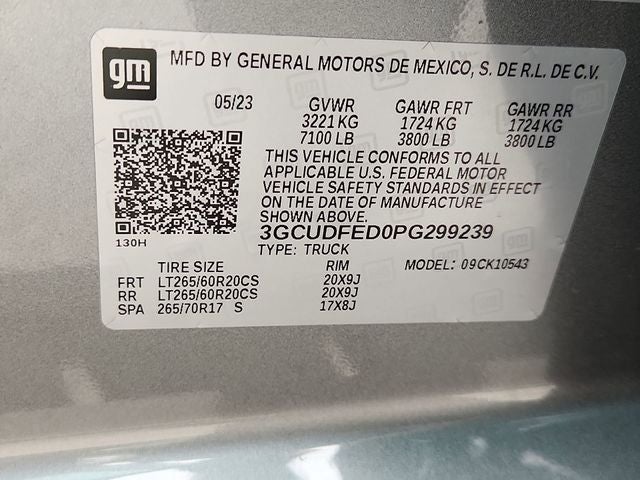 gm
MFD BY GENERAL MOTORS DE MEXICO, S. DE R.L. DE C.V.
05/23 GVWR GAWR FRT GAWR RR
3221 KG 1724 KG 1724 KG
7100 LB 3800 LB 3800 LB
THIS VEHICLE CONFORMS TO ALL
APPLICABLE U.S. FEDERAL MOTOR
VEHICLE SAFETY STANDARDS IN EFFECT
ON THE DATE OF MANUFACTURE
SHOWN ABOVE.
3GCUDFED0PG299239
130H
TYPE: TRUCK
TIRE SIZE RIM MODEL: 09CK10543
FRT LT265/60R20CS 20X9J
RR LT265/60R20CS 20X9J
SPA 265/70R17 S 17X8J